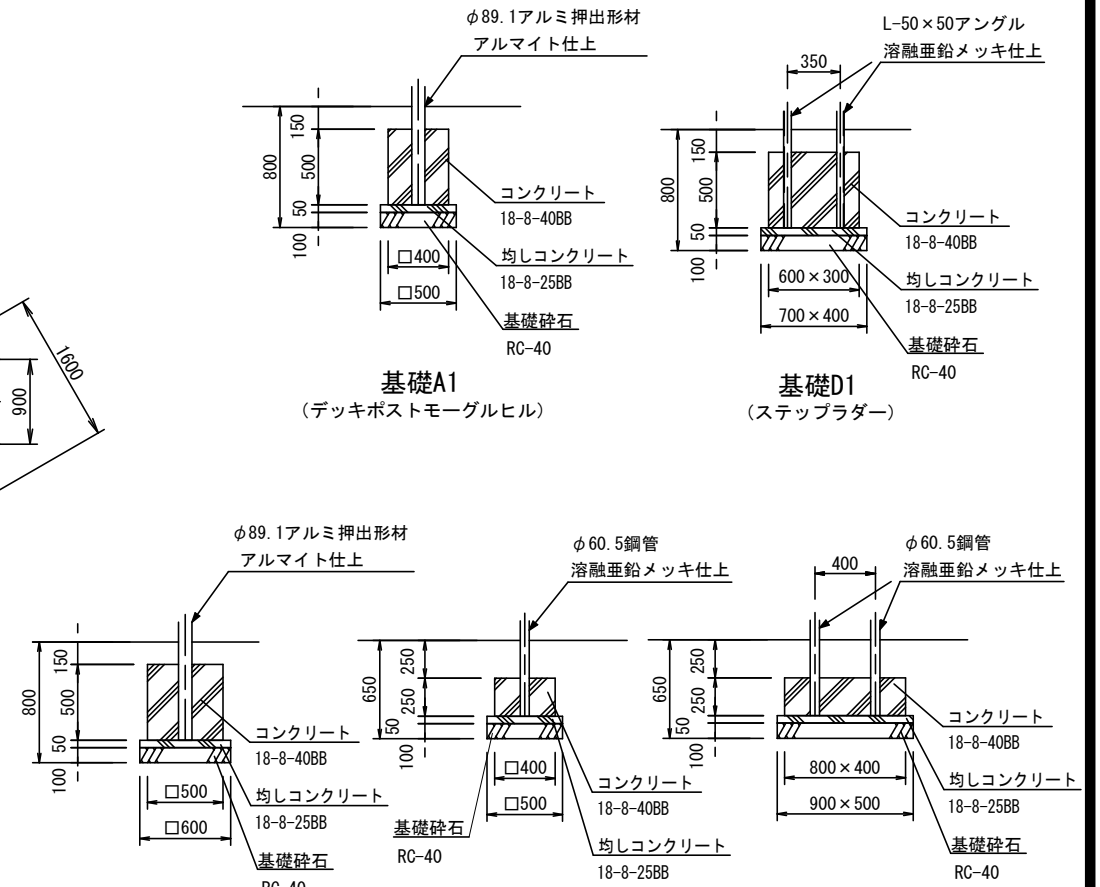 φ89.1アルミ押出形材
アルマイト仕上
800
150
500
50
100
コンクリート
18-8-40BB
均しコンクリート
18-8-25BB
基礎砕石
RC-40
□400
□500
基礎A1
(デッキポストモーグルヒル)
L-50×50アングル
溶融亜鉛メッキ仕上
350
800
150
500
50
100
コンクリート
18-8-40BB
均しコンクリート
18-8-25BB
基礎砕石
RC-40
600×300
700×400
基礎D1
(ステップラダー)
1600
900
φ89.1アルミ押出形材
アルマイト仕上
800
150
500
50
100
コンクリート
18-8-40BB
均しコンクリート
18-8-25BB
基礎砕石
RC-40
□500
□600
φ60.5鋼管
溶融亜鉛メッキ仕上
650
250
250
50
100
□400
□500
コンクリート
18-8-40BB
均しコンクリート
18-8-25BB
基礎砕石
RC-40
φ60.5鋼管
溶融亜鉛メッキ仕上
400
650
250
250
50
100
800×400
900×500
コンクリート
18-8-40BB
均しコンクリート
18-8-25BB
基礎砕石
RC-40